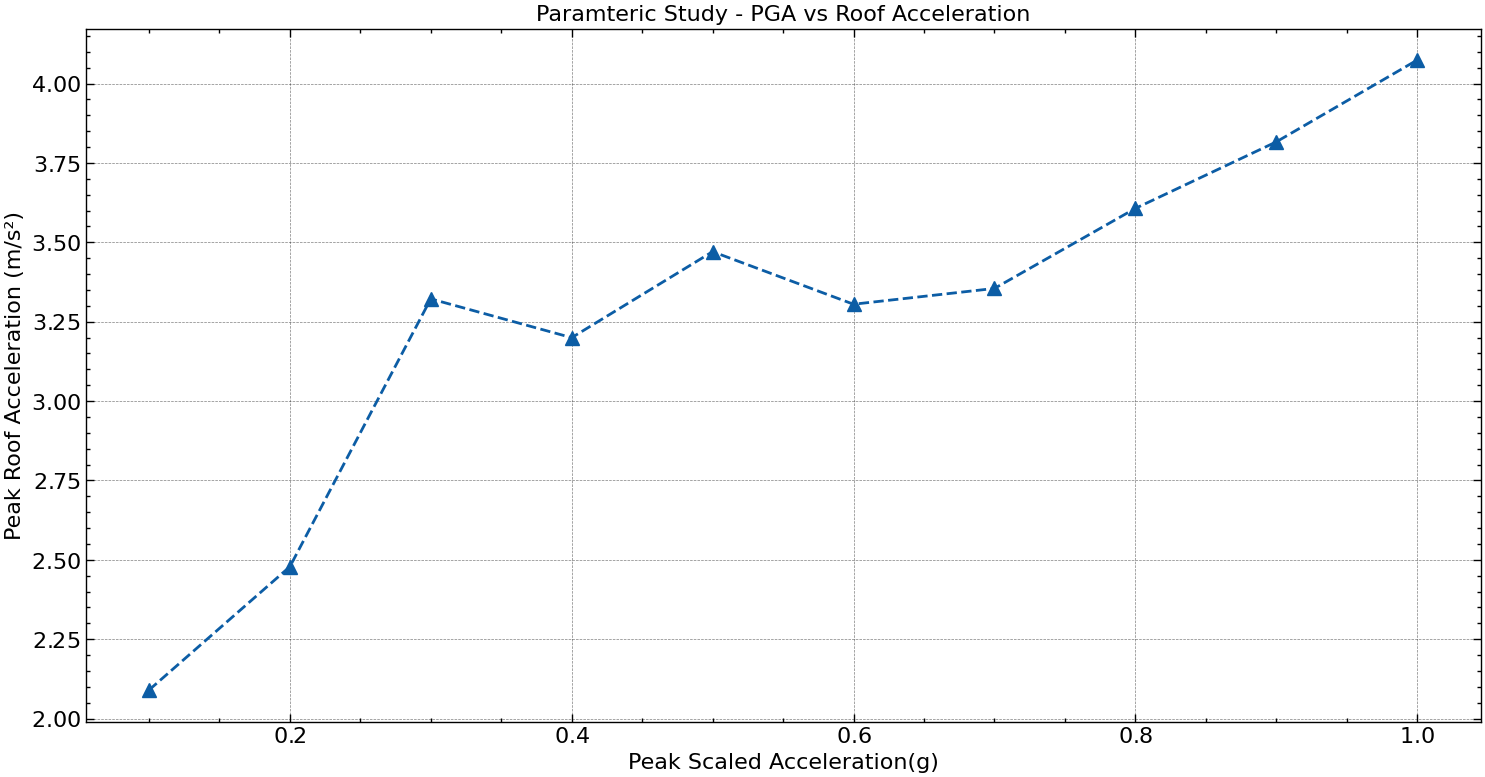 Paramteric Study - PGA vs Roof Acceleration
Peak Roof Acceleration (m/s²)
4.00
3.75
3.50
3.25
3.00
2.75
2.50
2.25
2.00
0.2 0.4 0.6 0.8 1.0
Peak Scaled Acceleration(g)